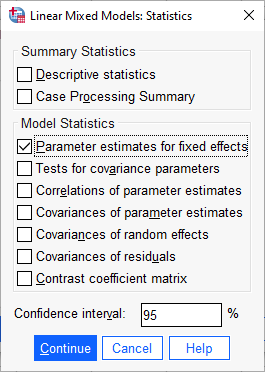 Linear Mixed Models: Statistics
Summary Statistics
Descriptive statistics
Case Processing Summary
Model Statistics
Parameter estimates for fixed effects
Tests for covariance parameters
Correlations of parameter estimates
Covariances of parameter estimates
Covariances of random effects
Covariances of residuals
Contrast coefficient matrix
Confidence interval: 95 %
Continue Cancel Help